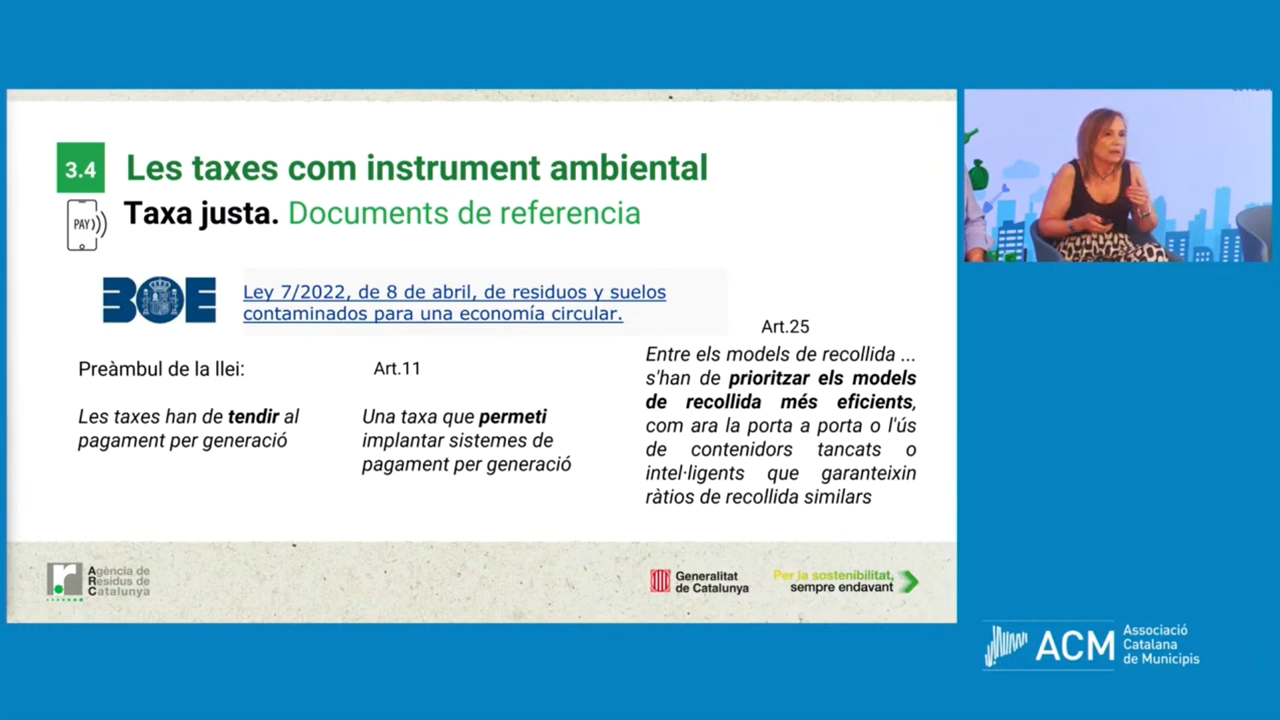 3.4
Les taxes com instrument ambiental
PAY
Taxa justa. Documents de referencia
BOE
Ley 7/2022, de 8 de abril, de residuos y suelos
contaminados para una economía circular.
Preàmbul de la llei:
Les taxes han de tendir al
pagament per generació
Art.11
Una taxa que permeti
implantar sistemes de
pagament per generació
Art.25
Entre els models de recollida ...
s'han de prioritzar els models
de recollida més eficients,
com ara la porta a porta o l'ús
de contenidors tancats o
intel·ligents que garanteixin
ràtios de recollida similars
Agència de
Residus de
Catalunya
Generalitat
de Catalunya
Per la sostenibilitat,
sempre endavant
ACM
Associació
Catalana
de Municipis